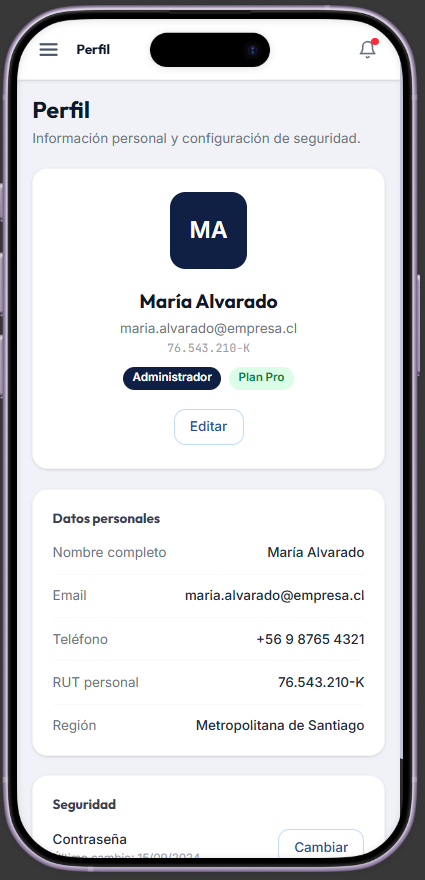 Perfil
Perfil
Información personal y configuración de seguridad.
MA
María Alvarado
maria.alvarado@empresa.cl
76.543.210-K
Administrador Plan Pro
Editar
Datos personales
Nombre completo María Alvarado
Email maria.alvarado@empresa.cl
Teléfono +56 9 8765 4321
RUT personal 76.543.210-K
Región Metropolitana de Santiago
Seguridad
Contraseña Cambiar
Último cambio: 15/09/2024